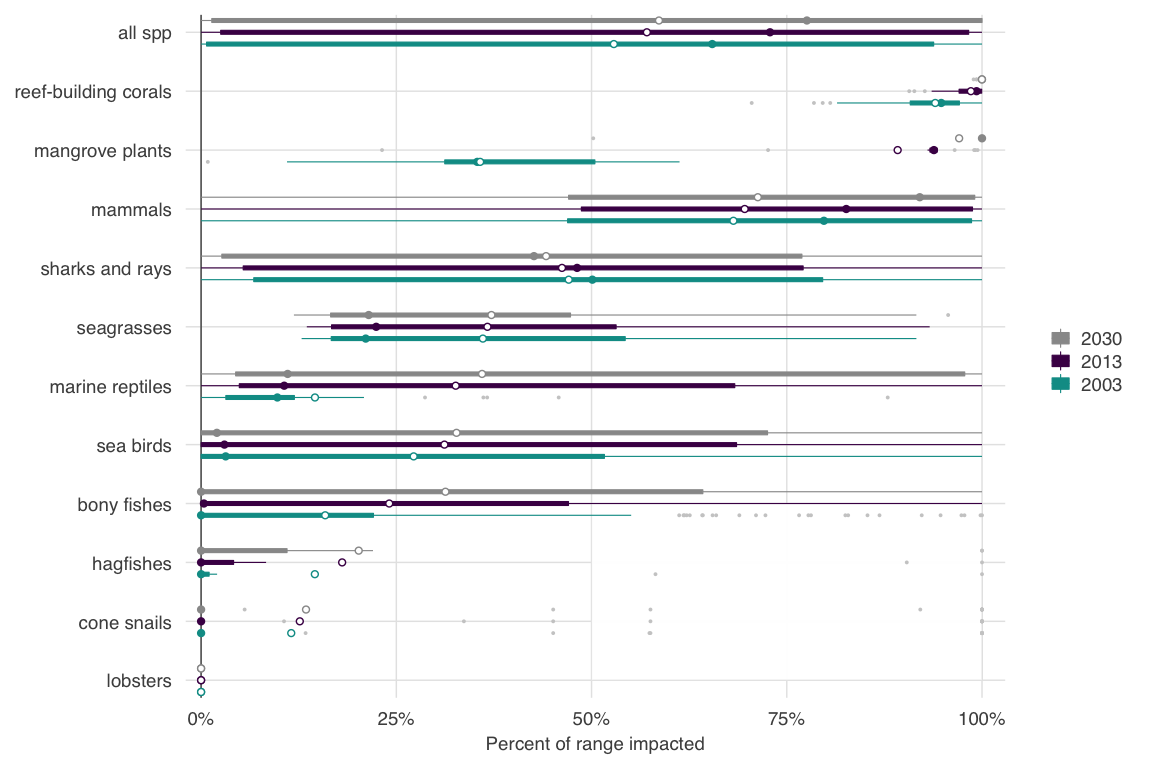 all spp
reef-building corals
mangrove plants
mammals
sharks and rays
seagrasses
marine reptiles
sea birds
bony fishes
hagfishes
cone snails
lobsters
0% 25% 50% 75% 100%
Percent of range impacted
2030
2013
2003